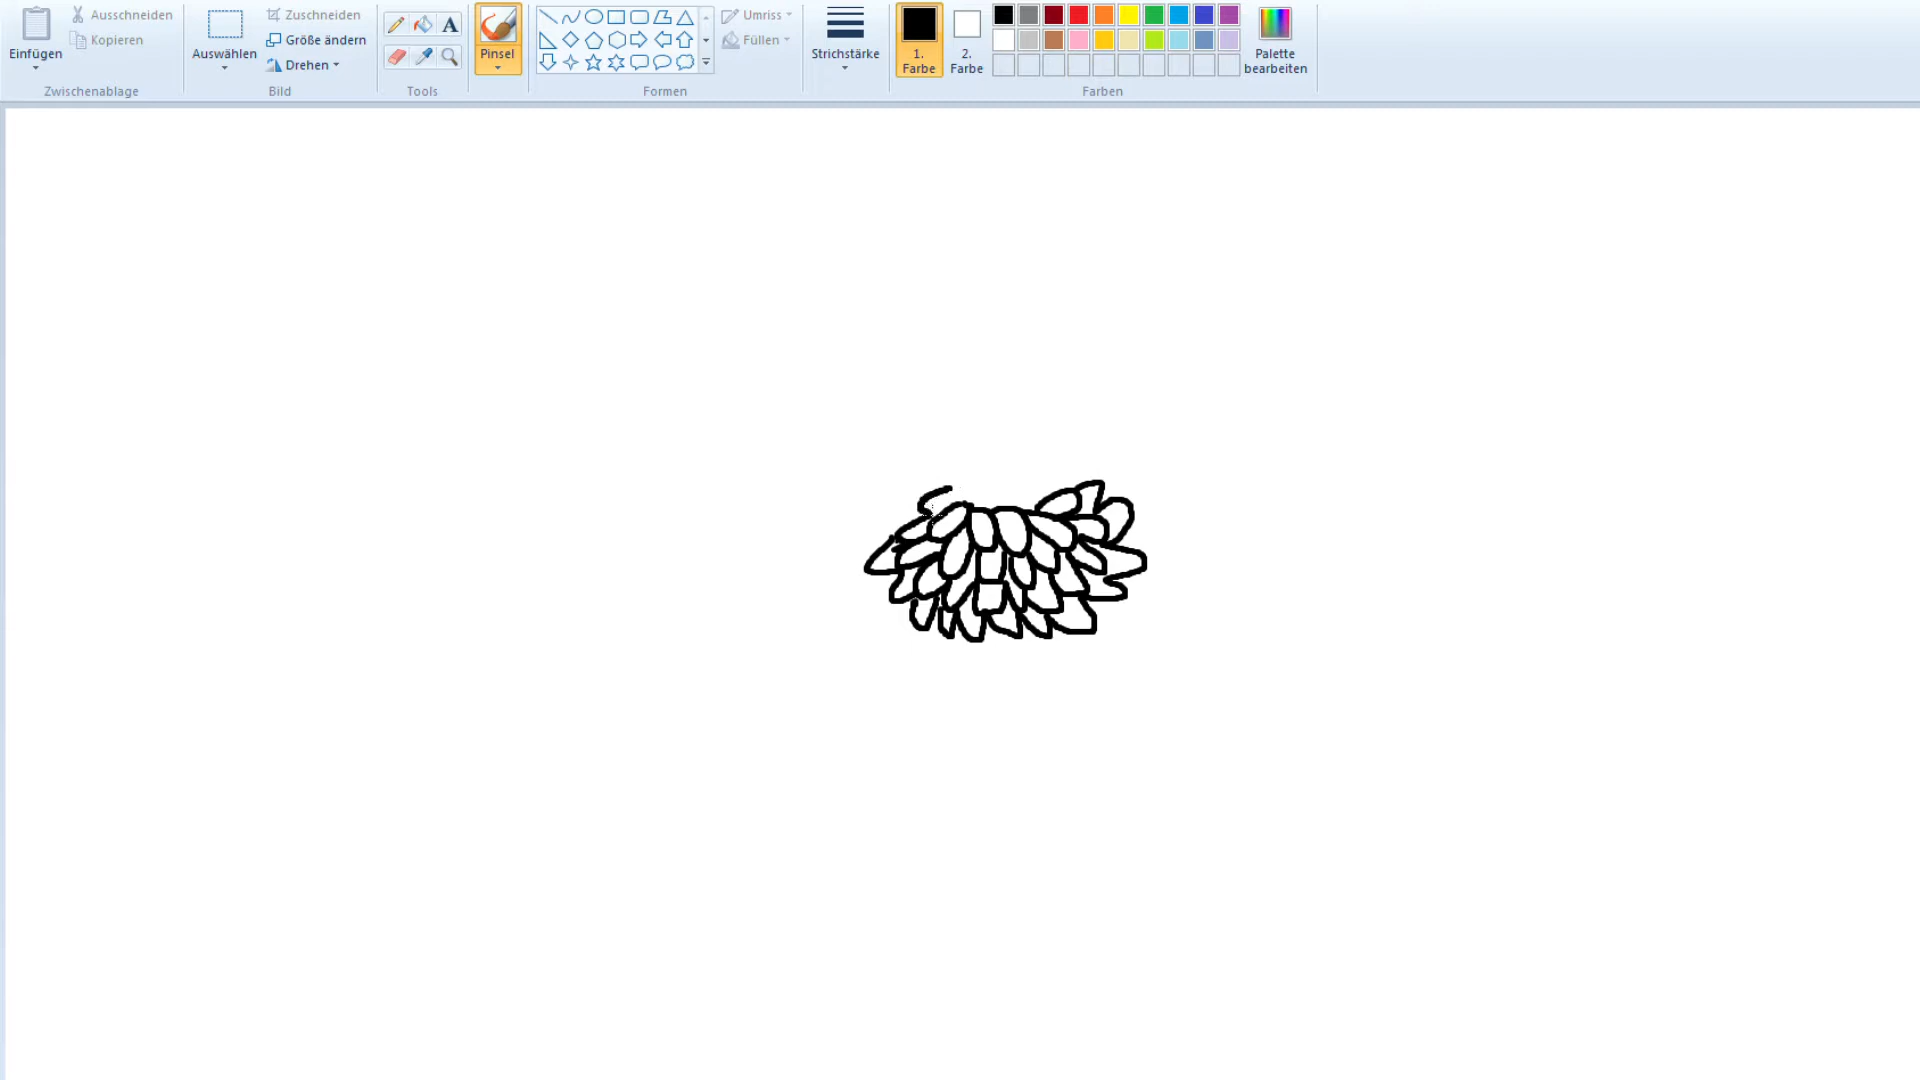 Einfügen
Ausschneiden
Kopieren
Zwischenablage
Auswählen
Zuschneiden
Größe ändern
Drehen
Bild
A
Tools
Pinsel
Umriss
Füllen
Formen
Strichstärke
1.
Farbe
2.
Farbe
Palette
bearbeiten
Farben